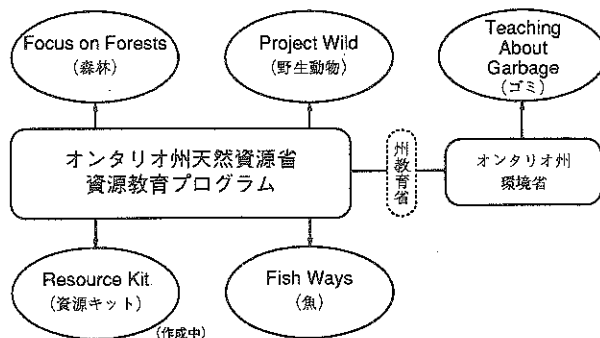 Focus on Forests
(森林)
Project Wild
(野生動物)
Teaching
About
Garbage
(ゴミ)
オンタリオ州天然資源省
資源教育プログラム
州教育省
オンタリオ州
環境省
Resource Kit
(資源キット)
(作成中)
Fish Ways
(魚)